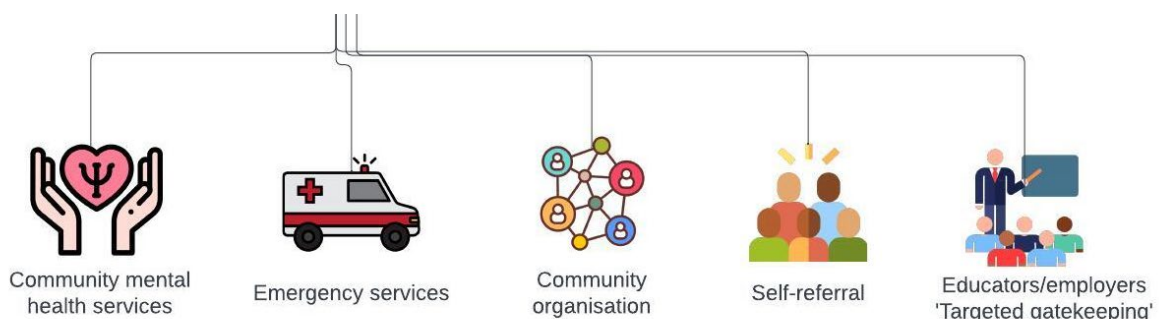 Community mental
health services
Emergency services
Community
organisation
Self-referral
Educators/employers
'Targeted gatekeeping'